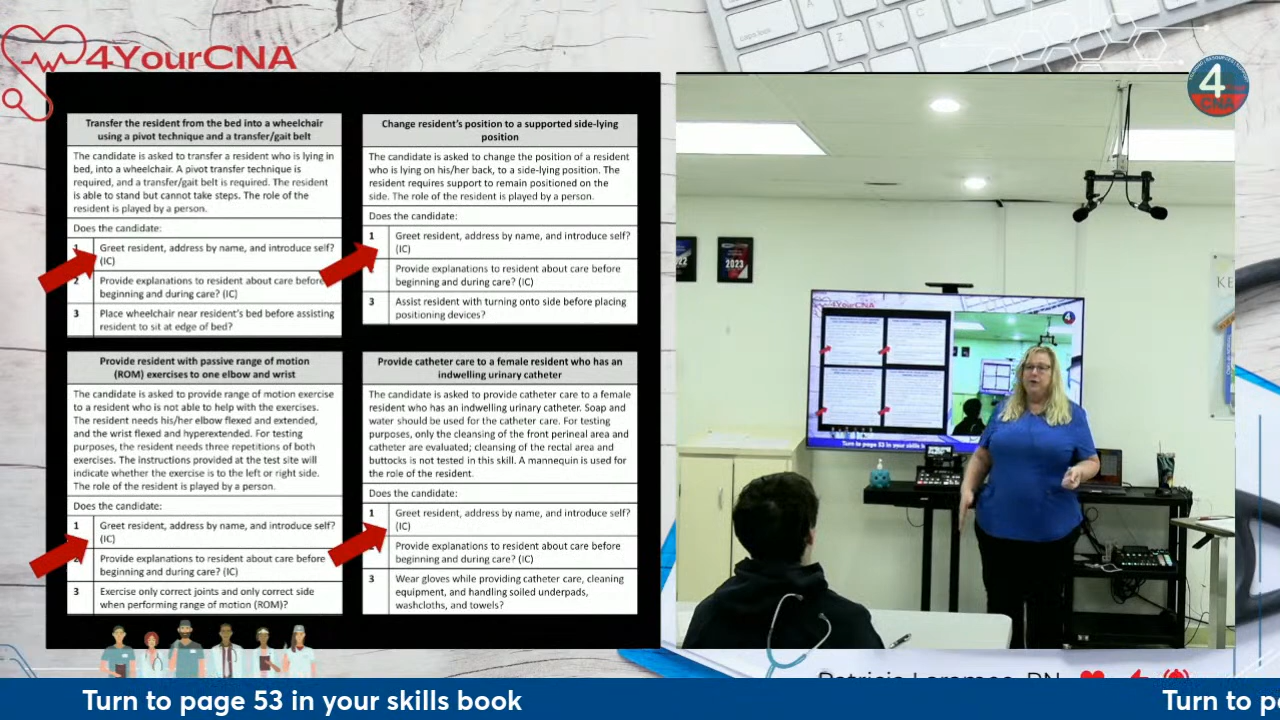 4YourCNA
4
CNA
Transfer the resident from the bed into a wheelchair
using a pivot technique and a transfer/gait belt
The candidate is asked to transfer a resident who is lying in
bed, into a wheelchair. A pivot transfer technique is
required, and a transfer/gait belt is required. The resident
is able to stand but cannot take steps. The role of the
resident is played by a person.
Does the candidate:
1 Greet resident, address by name, and introduce self?
(IC)
2 Provide explanations to resident about care before
beginning and during care? (IC)
3 Place wheelchair near resident's bed before assisting
resident to sit at edge of bed?
Change resident's position to a supported side-lying
position
The candidate is asked to change the position of a resident
who is lying on his/her back, to a side-lying position. The
resident requires support to remain positioned on the
side. The role of the resident is played by a person.
Does the candidate:
1 Greet resident, address by name, and introduce self?
(IC)
Provide explanations to resident about care before
beginning and during care? (IC)
3 Assist resident with turning onto side before placing
positioning devices?
Provide resident with passive range of motion
(ROM) exercises to one elbow and wrist
The candidate is asked to provide range of motion exercise
to a resident who is not able to help with the exercises.
The resident needs his/her elbow flexed and extended,
and the wrist flexed and hyperextended. For testing
purposes, the resident needs three repetitions of both
exercises. The instructions provided at the test site will
indicate whether the exercise is to the left or right side.
The role of the resident is played by a person.
Does the candidate:
1 Greet resident, address by name, and introduce self?
(IC)
2 Provide explanations to resident about care before
beginning and during care? (IC)
3 Exercise only correct joints and only correct side
when performing range of motion (ROM)?
Provide catheter care to a female resident who has an
indwelling urinary catheter
The candidate is asked to provide catheter care to a female
resident who has an indwelling urinary catheter. Soap and
water should be used for the catheter care. For testing
purposes, only the cleansing of the front perineal area and
catheter are evaluated; cleansing of the rectal area and
buttocks is not tested in this skill. A mannequin is used for
the role of the resident.
Does the candidate:
1 Greet resident, address by name, and introduce self?
(IC)
Provide explanations to resident about care before
beginning and during care? (IC)
3 Wear gloves while providing catheter care, cleaning
equipment, and handling soiled underpads,
washcloths, and towels?
2023
KE
Turn to page 53 in your skills b
Turn to page 53 in your skills book
Turn to p